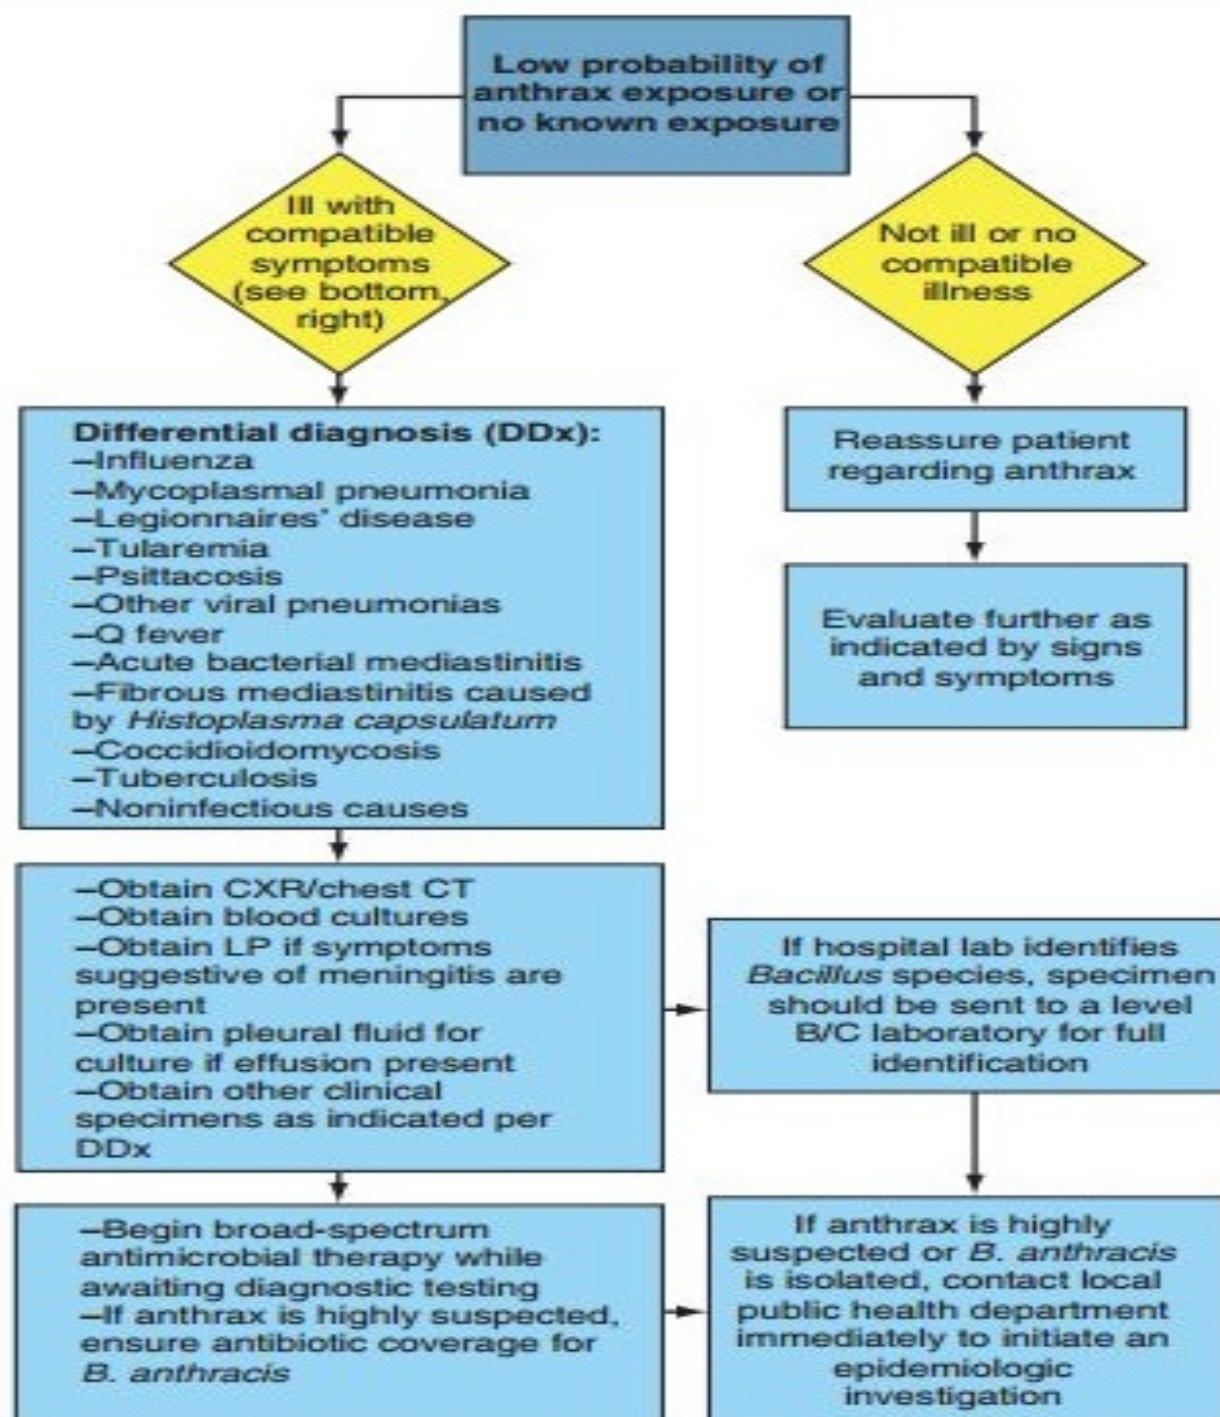 Low probability of
anthrax exposure or
no known exposure
Ill with
compatible
symptoms
(see bottom,
right)
Not ill or no
compatible
illness
Differential diagnosis (DDx):
–Influenza
–Mycoplasmal pneumonia
–Legionnaires' disease
–Tularemia
–Psittacosis
–Other viral pneumonias
–Q fever
–Acute bacterial mediastinitis
–Fibrous mediastinitis caused
by Histoplasma capsulatum
–Coccidioidomycosis
–Tuberculosis
–Noninfectious causes
Reassure patient
regarding anthrax
Evaluate further as
indicated by signs
and symptoms
–Obtain CXR/chest CT
–Obtain blood cultures
–Obtain LP if symptoms
suggestive of meningitis are
present
–Obtain pleural fluid for
culture if effusion present
–Obtain other clinical
specimens as indicated per
DDx
If hospital lab identifies
Bacillus species, specimen
should be sent to a level
B/C laboratory for full
identification
–Begin broad-spectrum
antimicrobial therapy while
awaiting diagnostic testing
–If anthrax is highly suspected,
ensure antibiotic coverage for
B. anthracis
If anthrax is highly
suspected or B. anthracis
is isolated, contact local
public health department
immediately to initiate an
epidemiologic
investigation